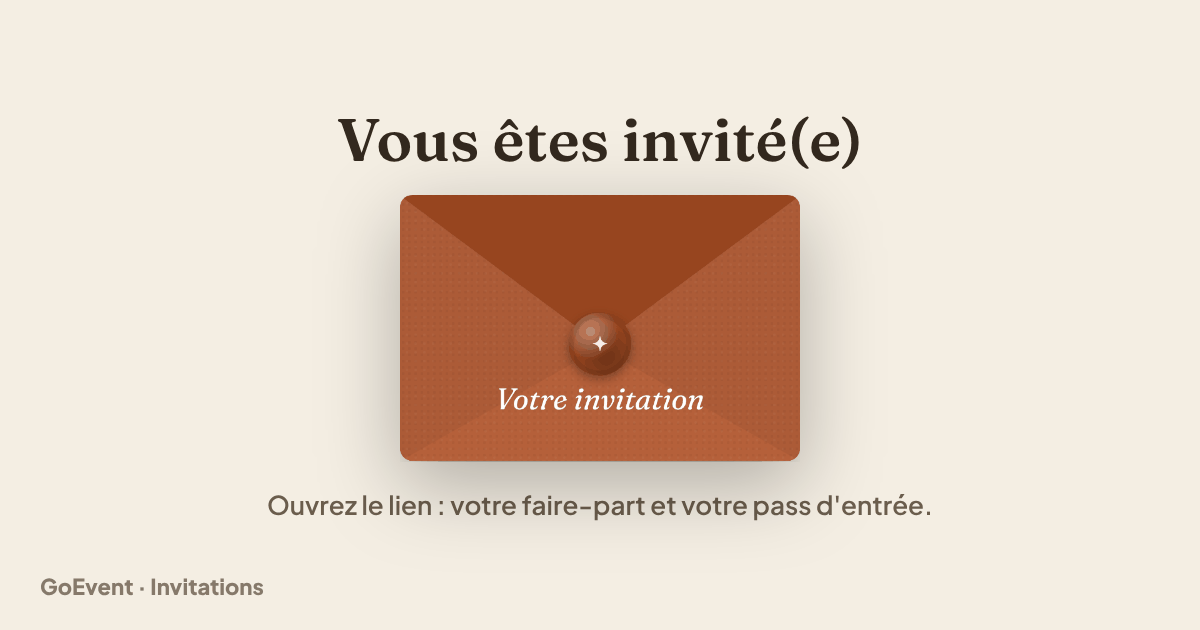 Vous êtes invité(e)
Votre invitation
Ouvrez le lien : votre faire-part et votre pass d'entrée.
GoEvent · Invitations